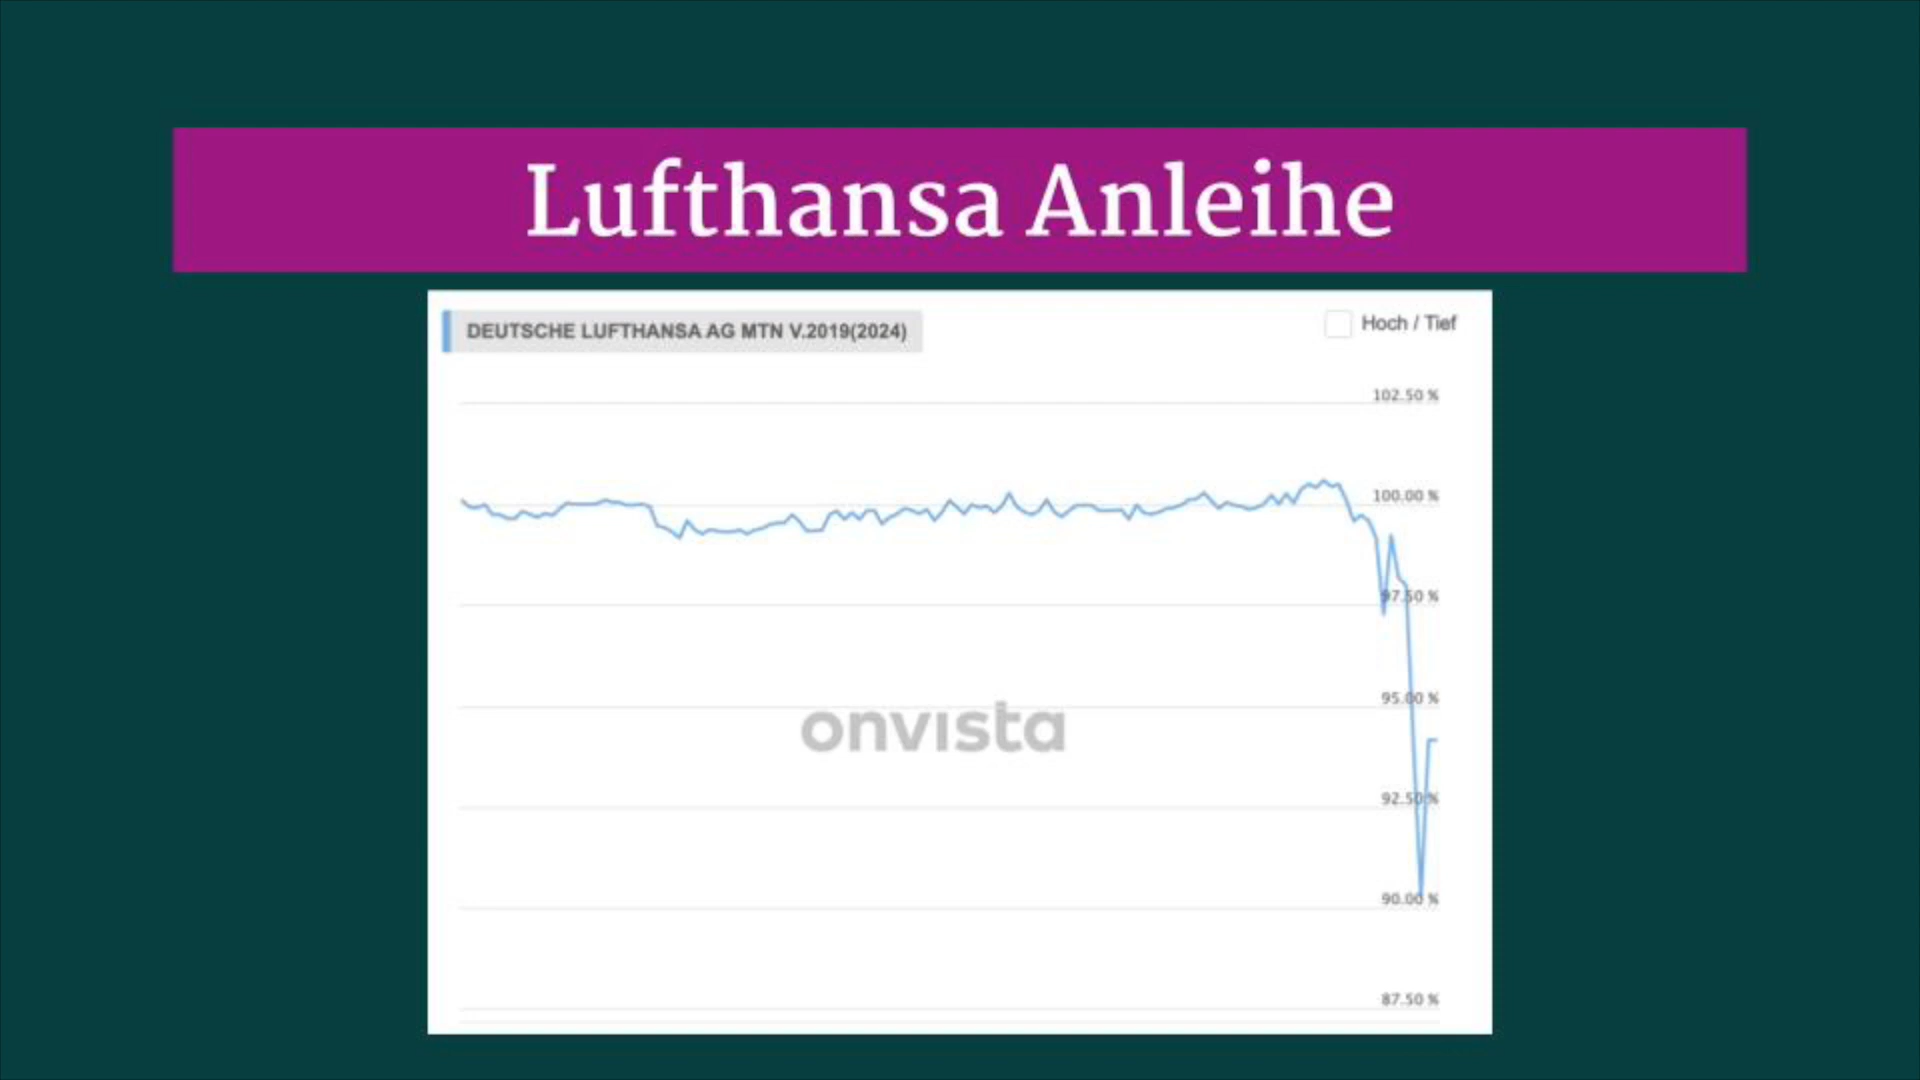 Lufthansa Anleihe
DEUTSCHE LUFTHANSA AG MTN V.2019(2024)
Hoch / Tief
102.50 %
100.00 %
97.50 %
95.00 %
onvista
92.50 %
90.00 %
87.50 %